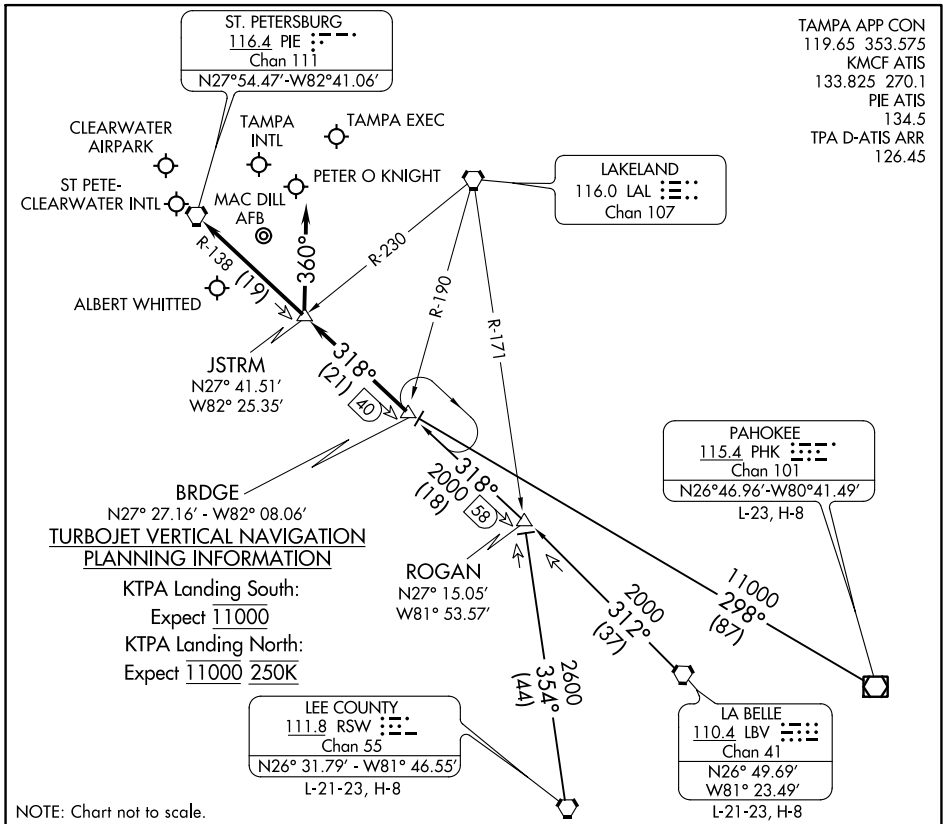 ST. PETERSBURG
116.4 PIE
Chan 111
N27°54.47'-W82°41.06'
TAMPA APP CON
119.65 353.575
KMCF ATIS
133.825 270.1
PIE ATIS
134.5
TPA D-ATIS ARR
126.45
CLEARWATER
AIRPARK
TAMPA
INTL
TAMPA EXEC
ST PETE-
CLEARWATER INTL
MAC DILL
AFB
PETER O KNIGHT
LAKELAND
116.0 LAL
Chan 107
R-138
(19)
360°
R-230
R-190
R-171
ALBERT WHITTED
JSTRM
N27° 41.51'
W82° 25.35'
318°
(21)
40
BRDGE
N27° 27.16' - W82° 08.06'
318°
2000
(18)
58
PAHOKEE
115.4 PHK
Chan 101
N26°46.96'-W80°41.49'
L-23, H-8
TURBOJET VERTICAL NAVIGATION
PLANNING INFORMATION
KTPA Landing South:
Expect 11000
KTPA Landing North:
Expect 11000 250K
ROGAN
N27° 15.05'
W81° 53.57'
11000
298°
(87)
2000
312°
(37)
2600
354°
(44)
LEE COUNTY
111.8 RSW
Chan 55
N26° 31.79' - W81° 46.55'
L-21-23, H-8
LA BELLE
110.4 LBV
Chan 41
N26° 49.69'
W81° 23.49'
L-21-23, H-8
NOTE: Chart not to scale.